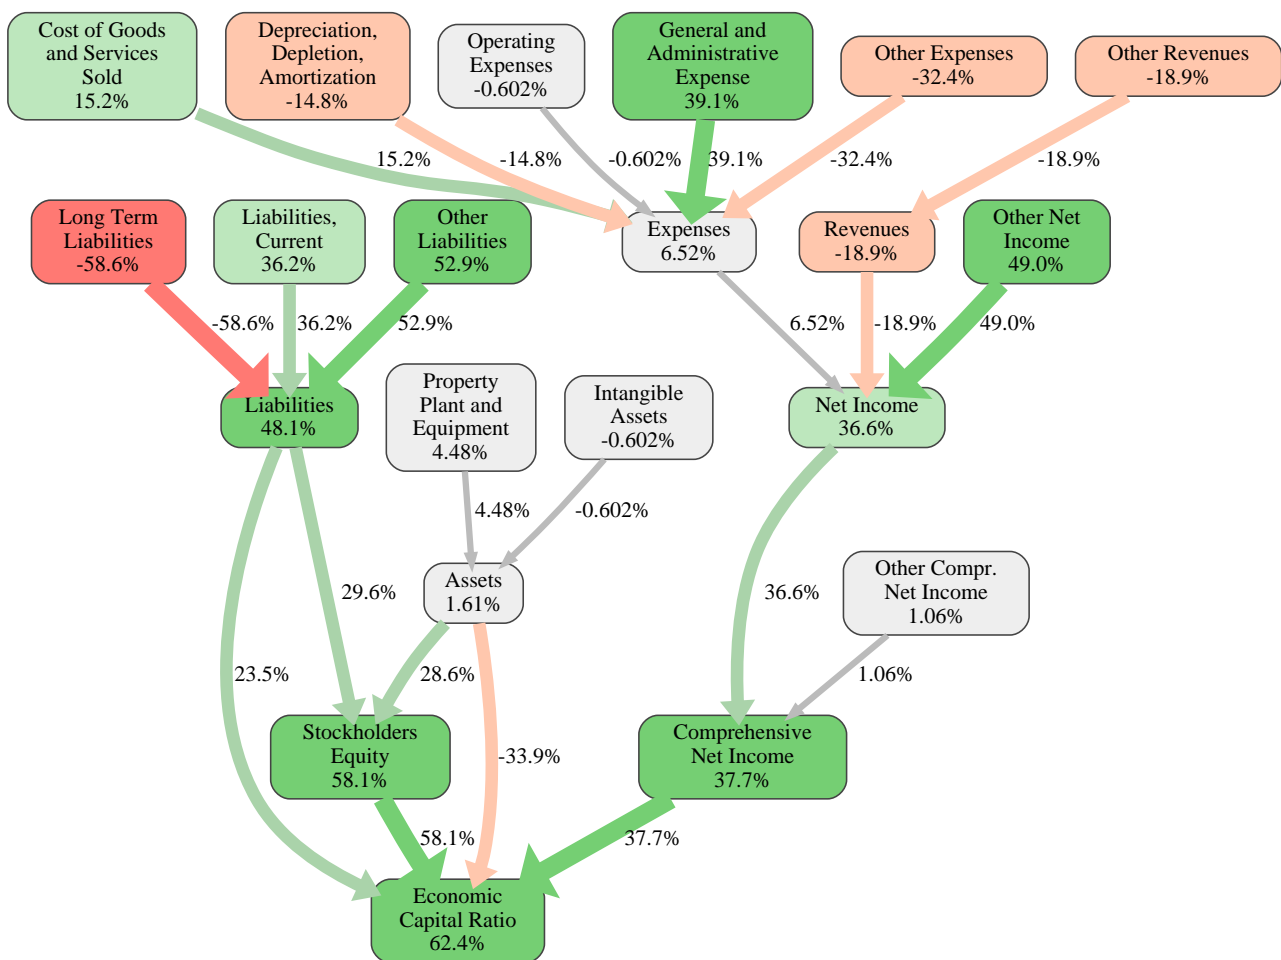 Cost of Goods
and Services
Sold
15.2%
Depreciation,
Depletion,
Amortization
-14.8%
Operating
Expenses
-0.602%
General and
Administrative
Expense
39.1%
Other Expenses
-32.4%
Other Revenues
-18.9%
15.2%
-14.8%
-0.602%
39.1%
-32.4%
-18.9%
Long Term
Liabilities
-58.6%
Liabilities,
Current
36.2%
Other
Liabilities
52.9%
Expenses
6.52%
Revenues
-18.9%
Other Net
Income
49.0%
-58.6%
36.2%
52.9%
6.52%
-18.9%
49.0%
Liabilities
48.1%
Property
Plant and
Equipment
4.48%
Intangible
Assets
-0.602%
Net Income
36.6%
4.48%
-0.602%
29.6%
Assets
1.61%
36.6%
Other Compr.
Net Income
1.06%
23.5%
28.6%
1.06%
Stockholders
Equity
58.1%
-33.9%
Comprehensive
Net Income
37.7%
58.1%
37.7%
Economic
Capital Ratio
62.4%